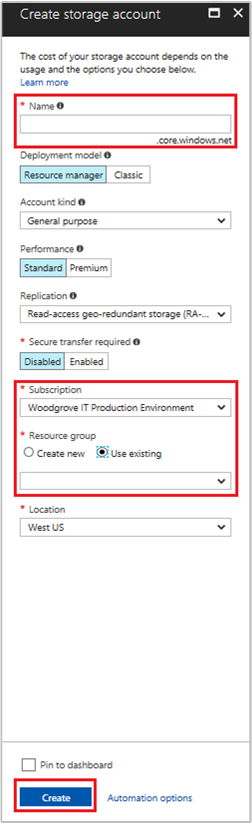 Create storage account
The cost of your storage account depends on the
usage and the options you choose below.
Learn more
* Name
.core.windows.net
Deployment model
Resource manager Classic
Account kind
General purpose
Performance
Standard Premium
Replication
Read-access geo-redundant storage (RA-...
* Secure transfer required
Disabled Enabled
* Subscription
Woodgrove IT Production Environment
* Resource group
Create new Use existing
* Location
West US
Pin to dashboard
Create Automation options